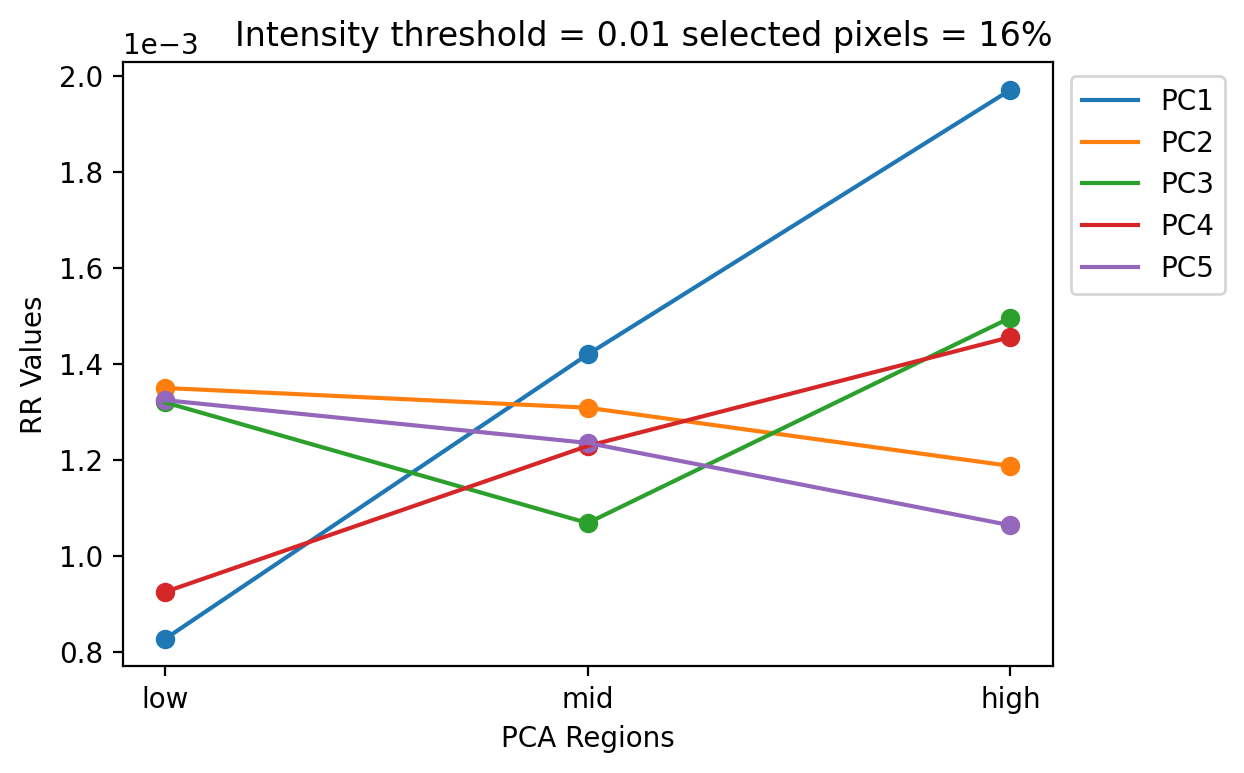 Intensity threshold = 0.01 selected pixels = 16%
1e−3
2.0
1.8
1.6
1.4
1.2
1.0
0.8
RR Values
low mid high
PCA Regions
PC1
PC2
PC3
PC4
PC5